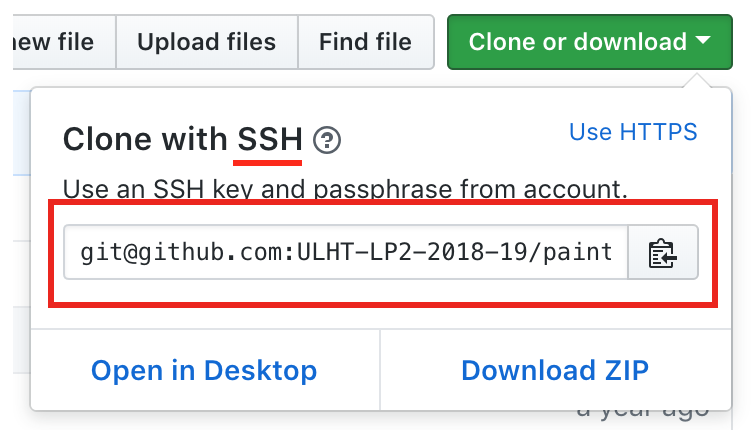 new file Upload files Find file Clone or download
Clone with SSH
Use HTTPS
Use an SSH key and passphrase from account.
git@github.com:ULHT-LP2-2018-19/paint
Open in Desktop Download ZIP
a year ago